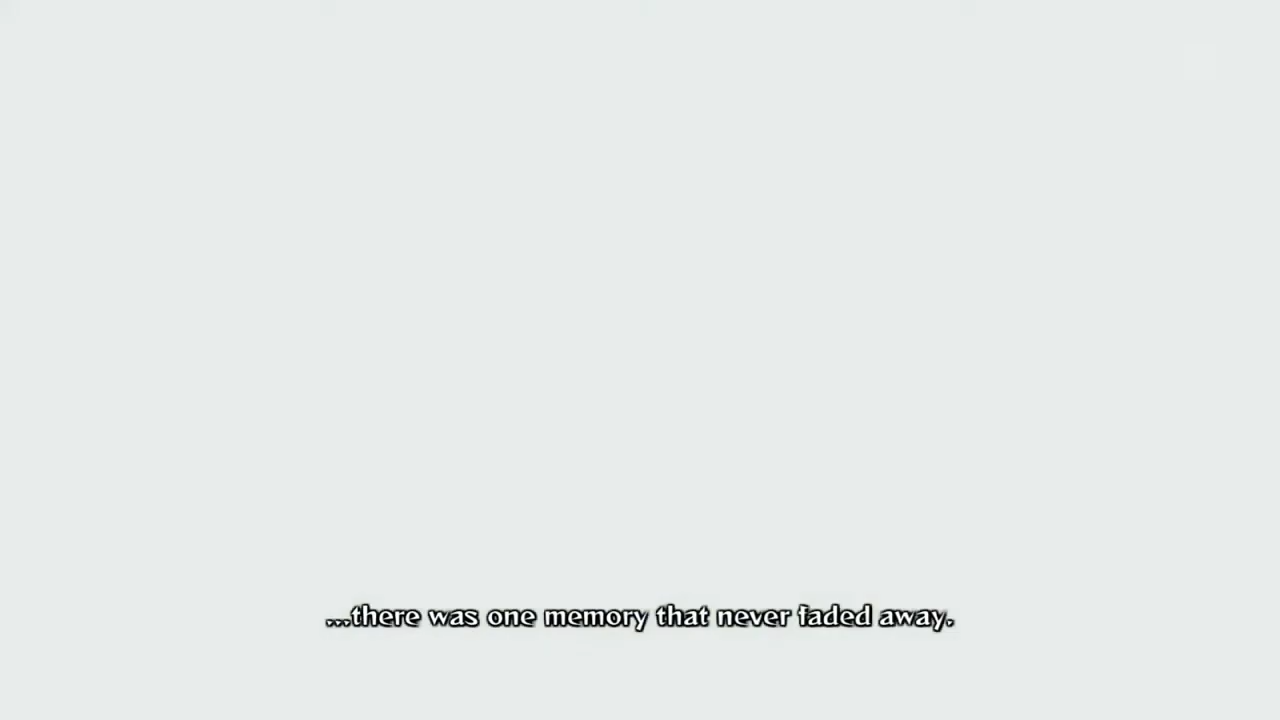 ...there was one memory that never faded away.